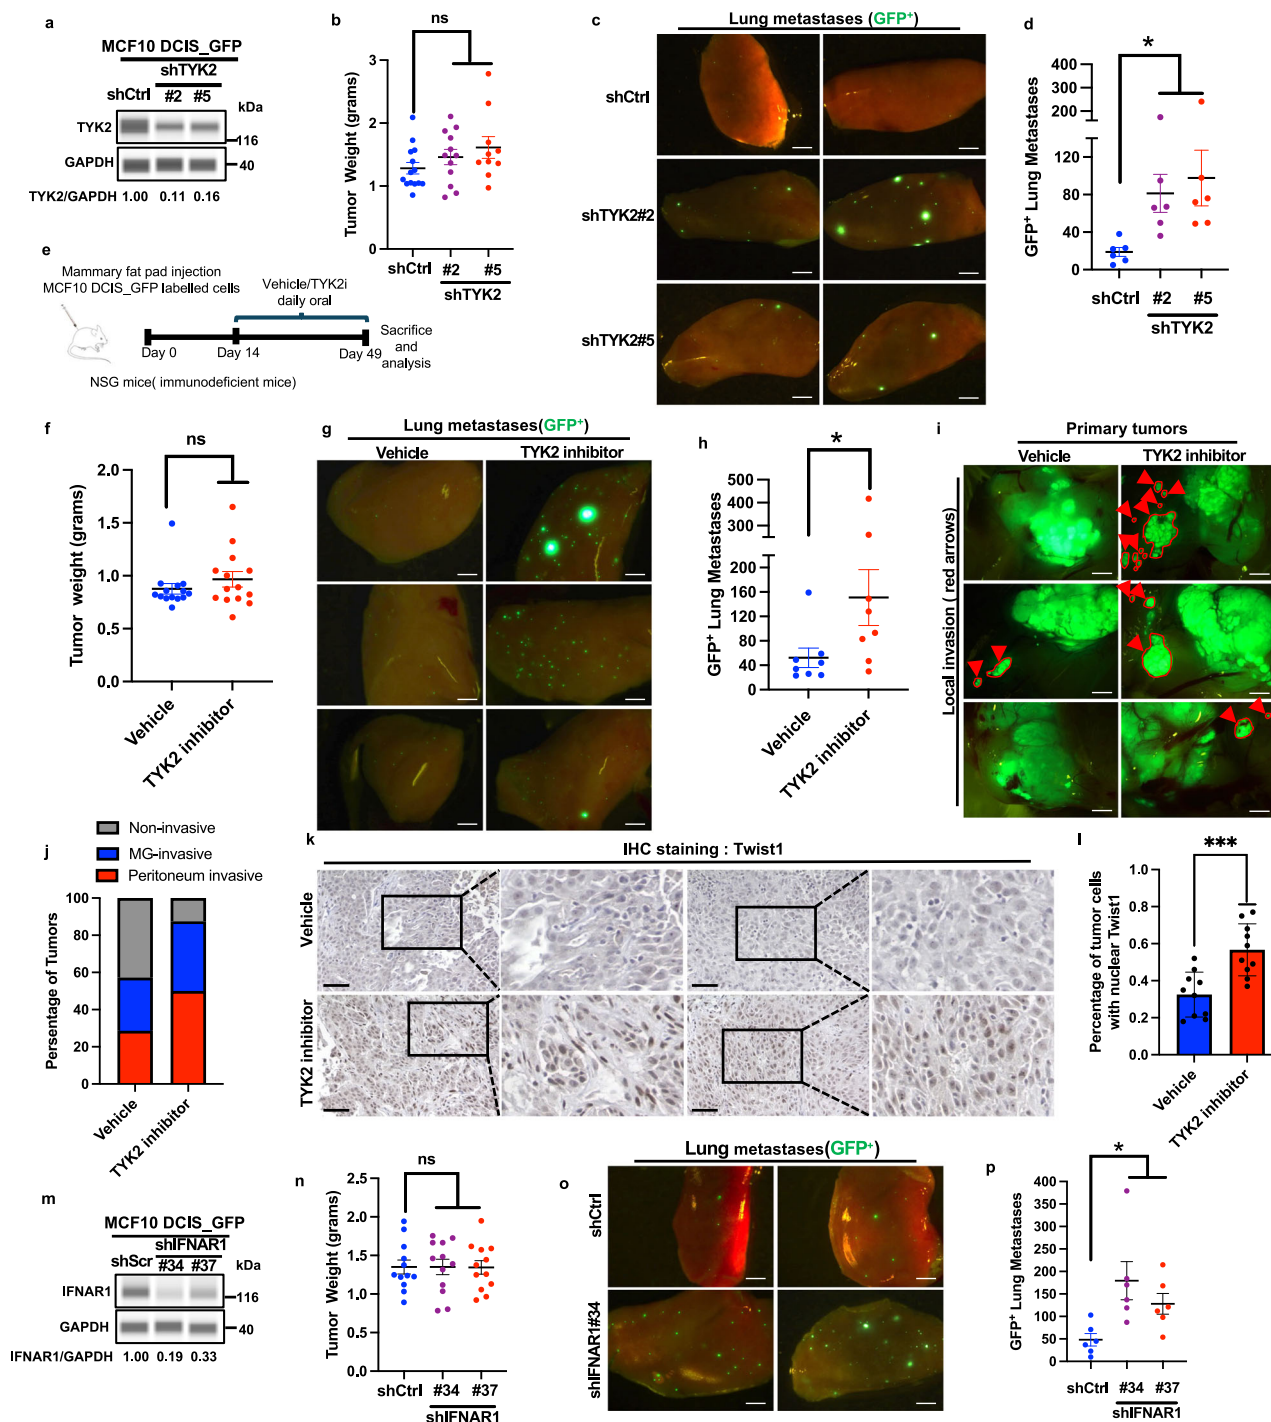 a
MCF10 DCIS_GFP
shTYK2
shCtrl #2 #5
kDa
TYK2
116
GAPDH
40
TYK2/GAPDH 1.00 0.11 0.16
b
ns
Tumor Weight (grams)
3
2
1
0
shCtrl #2 #5
shTYK2
c
Lung metastases (GFP+)
shCtrl
shTYK2#2
shTYK2#5
d
*
GFP+ Lung Metastases
400
300
200
120
80
40
0
shCtrl #2 #5
shTYK2
e
Mammary fat pad injection
MCF10 DCIS_GFP labelled cells
Vehicle/TYK2i
daily oral
Day 0
Day 14
Day 49
Sacrifice
and
analysis
NSG mice( immunodeficient mice)
f
ns
Tumor weight (grams)
2.0
1.5
1.0
0.5
0.0
Vehicle
TYK2 inhibitor
g
Lung metastases(GFP+)
Vehicle TYK2 inhibitor
h
*
GFP+ Lung Metastases
500
400
300
200
160
120
80
40
0
Vehicle
TYK2 inhibitor
i
Primary tumors
Vehicle TYK2 inhibitor
Local invasion ( red arrows)
j
Non-invasive
MG-invasive
Peritoneum invasive
Persentage of Tumors
100
80
60
40
20
0
Vehicle
TYK2 inhibitor
k
IHC staining : Twist1
Vehicle
TYK2 inhibitor
l
***
Percentage of tumor cells
with nuclear Twist1
1.0
0.8
0.6
0.4
0.2
0.0
Vehicle
TYK2 inhibitor
m
MCF10 DCIS_GFP
shIFNAR1
shScr #34 #37
kDa
IFNAR1
116
GAPDH
40
IFNAR1/GAPDH 1.00 0.19 0.33
n
ns
Tumor Weight (grams)
2.5
2.0
1.5
1.0
0.5
0.0
shCtrl #34 #37
shIFNAR1
o
Lung metastases(GFP+)
shCtrl
shIFNAR1#34
p
*
GFP+ Lung Metastases
400
350
300
250
200
150
100
50
0
shCtrl #34 #37
shIFNAR1